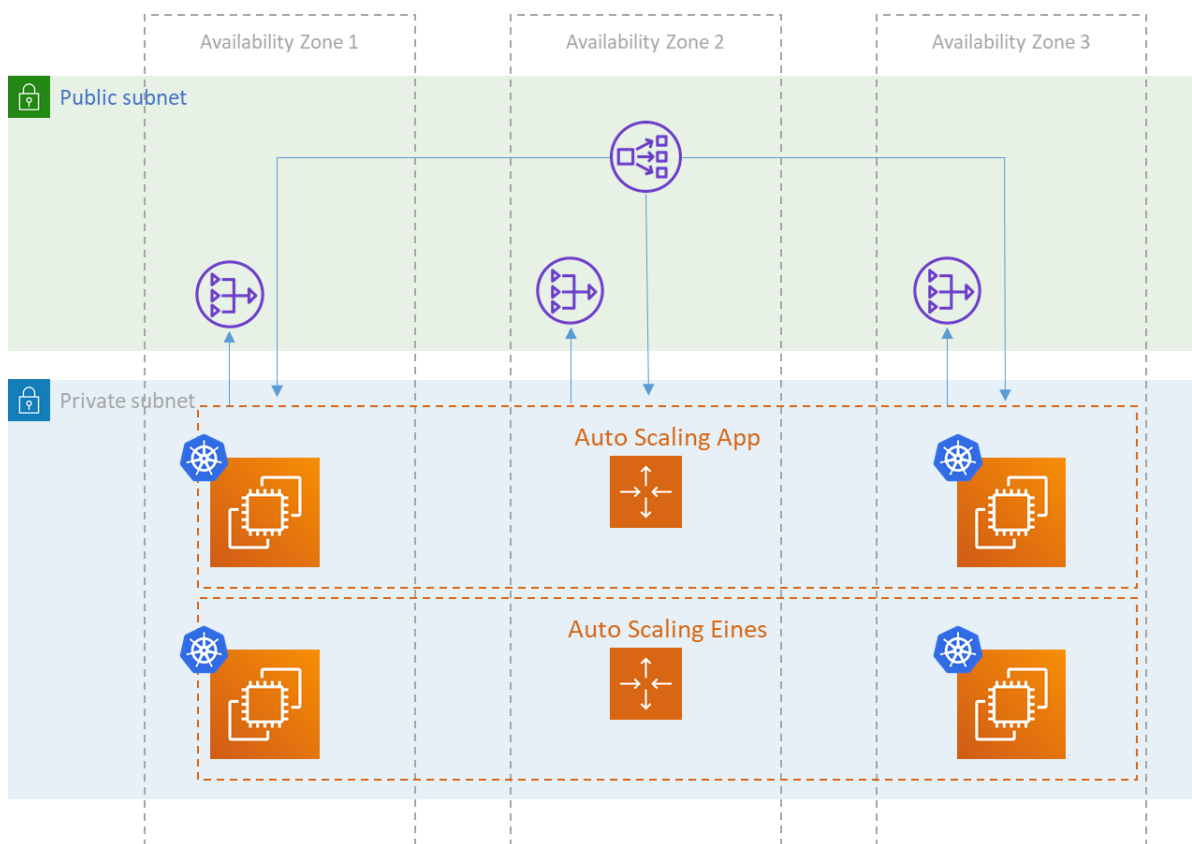 Availability Zone 1
Availability Zone 2
Availability Zone 3
Public subnet
Private subnet
Auto Scaling App
Auto Scaling Eines